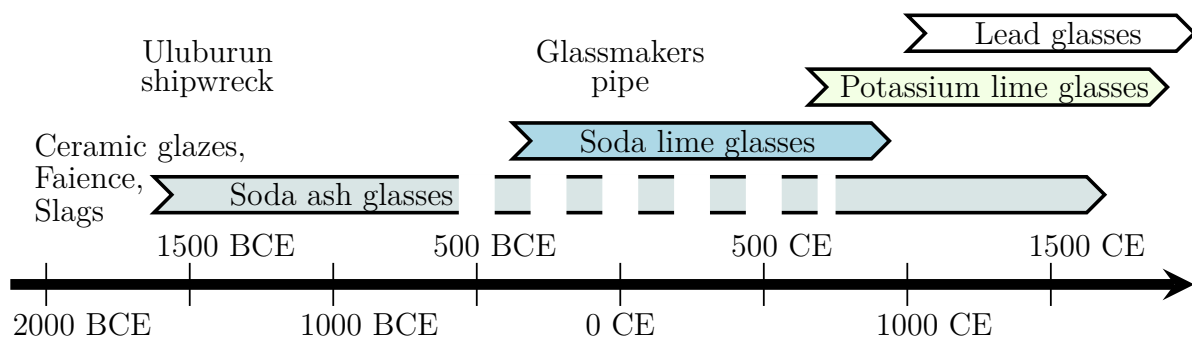 Lead glasses
Uluburun
shipwreck
Glassmakers
pipe
Potassium lime glasses
Soda lime glasses
Ceramic glazes,
Faience,
Slags
Soda ash glasses
1500 BCE
500 BCE
500 CE
1500 CE
2000 BCE
1000 BCE
0 CE
1000 CE